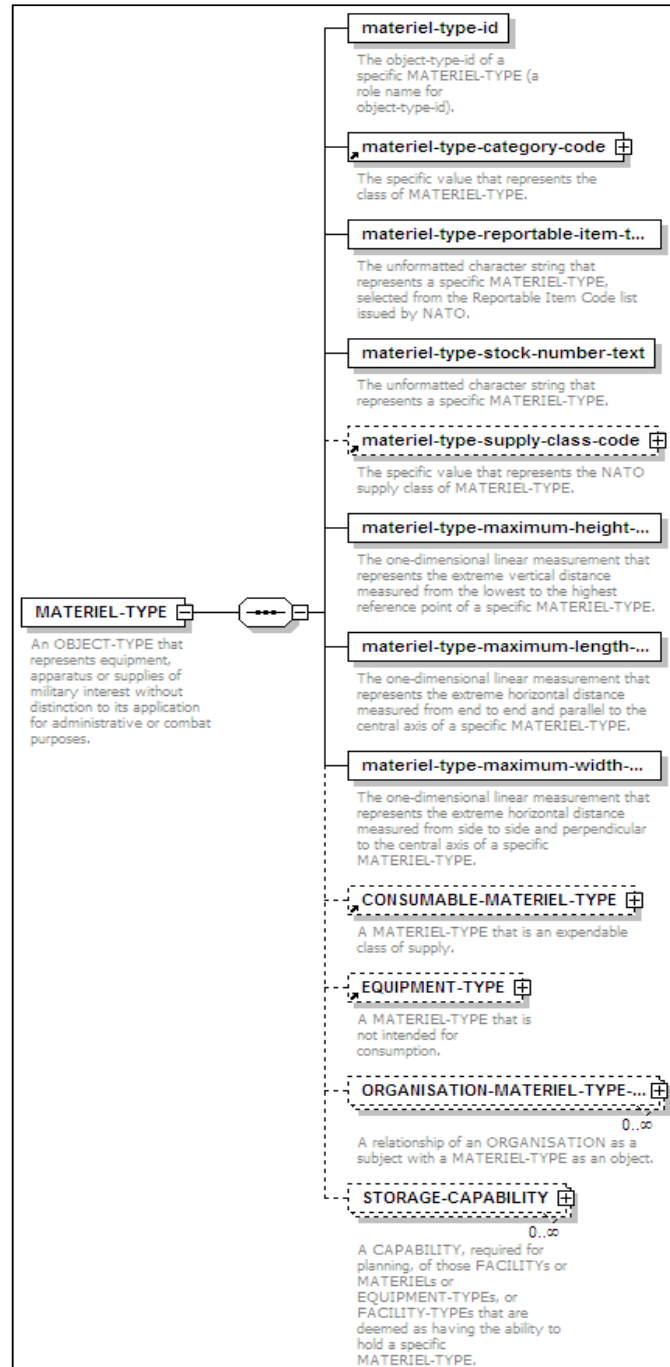 materiel-type-id
The object-type-id of a
specific MATERIEL-TYPE (a
role name for
object-type-id).
materiel-type-category-code
The specific value that represents the
class of MATERIEL-TYPE.
materiel-type-reportable-item-t...
The unformatted character string that
represents a specific MATERIEL-TYPE,
selected from the Reportable Item Code list
issued by NATO.
materiel-type-stock-number-text
The unformatted character string that
represents a specific MATERIEL-TYPE.
materiel-type-supply-class-code
The specific value that represents the NATO
supply class of MATERIEL-TYPE.
materiel-type-maximum-height-...
The one-dimensional linear measurement that
represents the extreme vertical distance
measured from the lowest to the highest
reference point of a specific MATERIEL-TYPE.
MATERIEL-TYPE
An OBJECT-TYPE that
represents equipment,
apparatus or supplies of
military interest without
distinction to its application
for administrative or combat
purposes.
materiel-type-maximum-length-...
The one-dimensional linear measurement that
represents the extreme horizontal distance
measured from end to end and parallel to the
central axis of a specific MATERIEL-TYPE.
materiel-type-maximum-width-...
The one-dimensional linear measurement that
represents the extreme horizontal distance
measured from side to side and perpendicular
to the central axis of a specific
MATERIEL-TYPE.
CONSUMABLE-MATERIEL-TYPE
A MATERIEL-TYPE that is an expendable
class of supply.
EQUIPMENT-TYPE
A MATERIEL-TYPE that is
not intended for
consumption.
ORGANISATION-MATERIEL-TYPE-...
0..∞
A relationship of an ORGANISATION as a
subject with a MATERIEL-TYPE as an object.
STORAGE-CAPABILITY
0..∞
A CAPABILITY, required for
planning, of those FACILITYs or
MATERIELs or
EQUIPMENT-TYPEs, or
FACILITY-TYPEs that are
deemed as having the ability to
hold a specific
MATERIEL-TYPE.